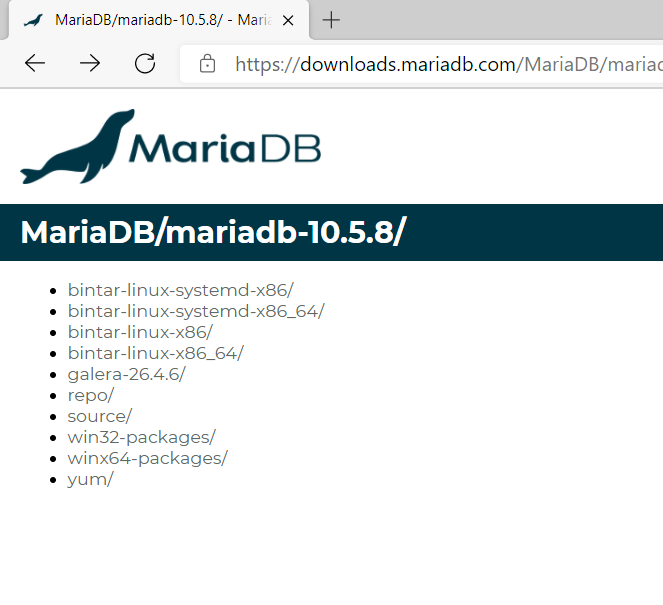 MariaDB/mariadb-10.5.8/ - Maria
https://downloads.mariadb.com/MariaDB/mariad
MariaDB
MariaDB/mariadb-10.5.8/
bintar-linux-systemd-x86/
bintar-linux-systemd-x86_64/
bintar-linux-x86/
bintar-linux-x86_64/
galera-26.4.6/
repo/
source/
win32-packages/
winx64-packages/
yum/